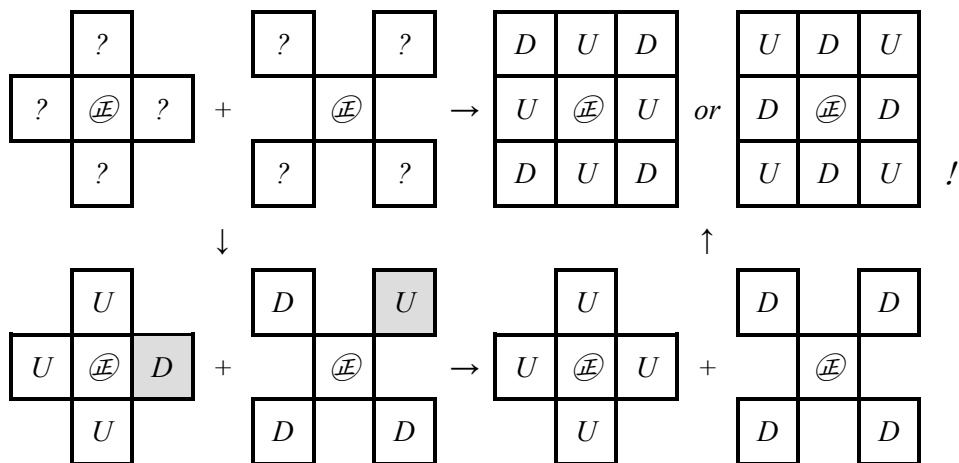 ? ? ? D U D U D U
? ㊣ ? + ㊣ → U ㊣ U or D ㊣ D
? ? ? D U D U D U !
↓ ↑
U D U U D D
U ㊣ D + ㊣ → U ㊣ U + ㊣
U D D U D D